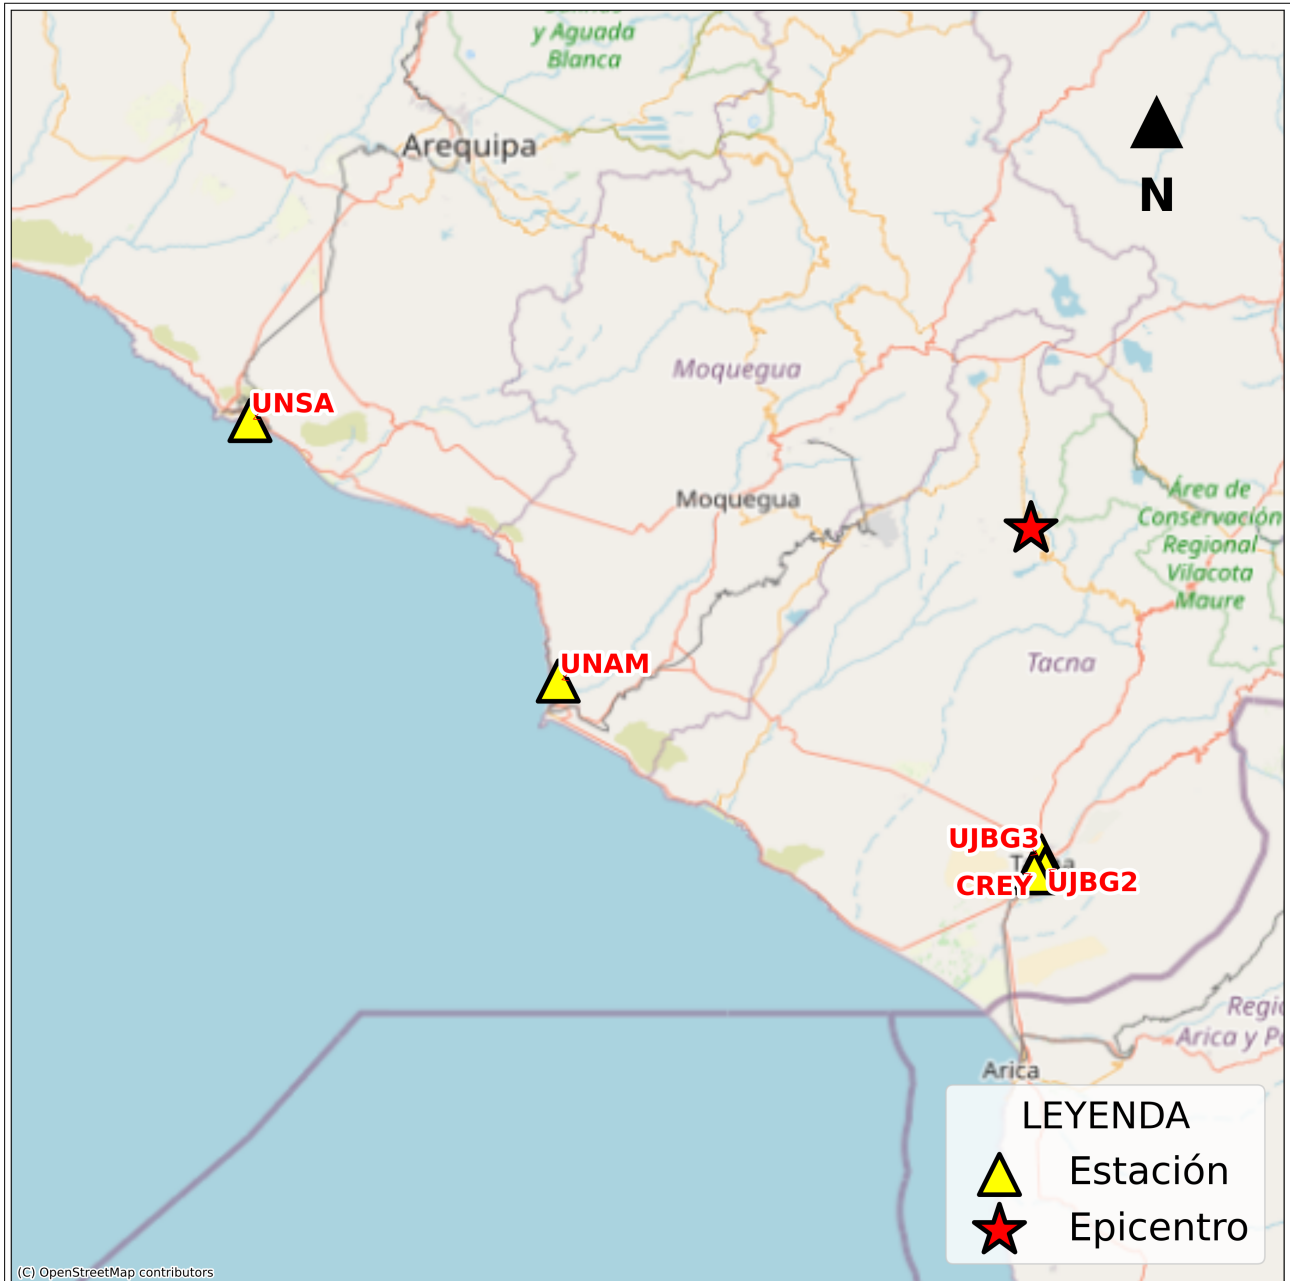 y Aguada
Blanca
Arequipa
N
Moquegua
UNSA
Moquegua
Área de
Conservación
Regional
Vilacota
Maure
UNAM
Tacna
UJBG3
CREY
UJBG2
Arica y
Arica
LEYENDA
Estación
Epicentro
(C) OpenStreetMap contributors